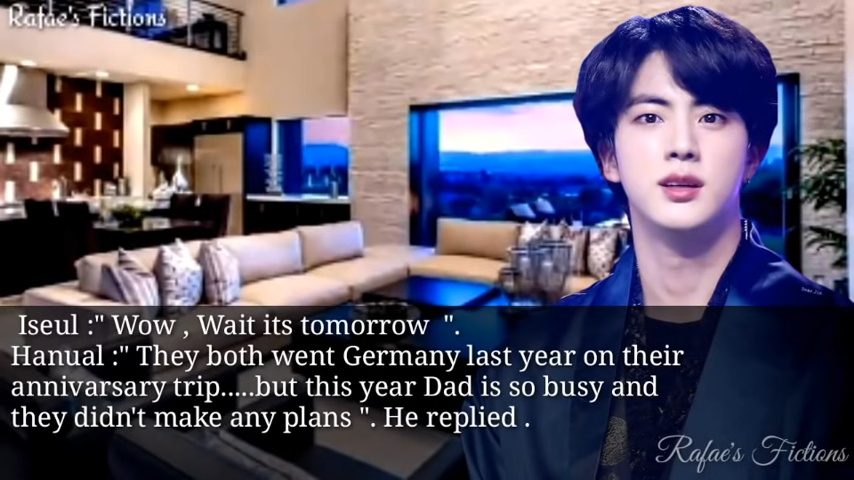 Rafae's Fictions
Iseul :" Wow , Wait its tomorrow ".
Hanual :" They both went Germany last year on their
annivarsary trip.....but this year Dad is so busy and
they didn't make any plans ". He replied .
Rafae's Fictions